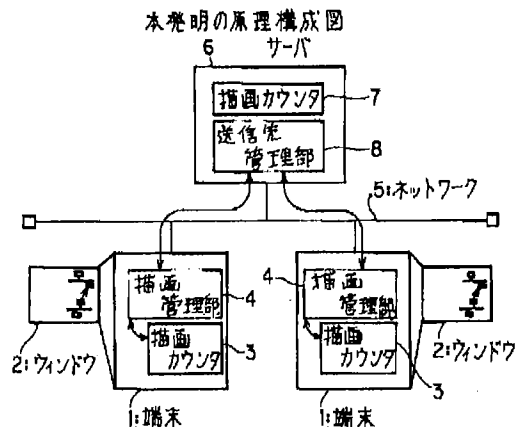 本発明の原理構成図
6
サーバ
描画カウンタ
7
送信先
管理部
8
5:ネットワーク
描画
管理部
4
描画
カウンタ
3
2:ウィンドウ
1:端末
4
描画
管理部
描画
カウンタ
3
2:ウィンドウ
1:端末